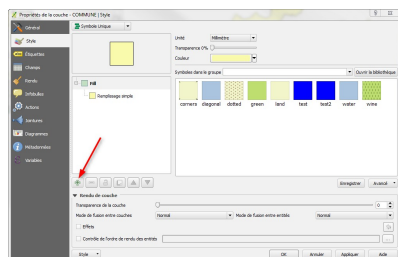 Propriétés de la couche - COMMUNE | Style
Général
Style
Etiquettes
Champs
Rendu
Infobulles
Actions
Jointures
Diagrammes
Métadonnées
Variables
Symbole Unique
Unité
Millimètre
Transparence 0%
Couleur
Fill
Remplissage simple
Symboles dans le groupe
Ouvrir la bibliothèque
corners diagonal dotted green land test test2 water wine
Enregistrer
Avancé
Rendu de couche
Transparence de la couche
0
Mode de fusion entre couches
Normal
Mode de fusion entre entités
Normal
Effets
Contrôle de l'ordre de rendu des entités
...
Style
OK
Annuler
Appliquer
Aide